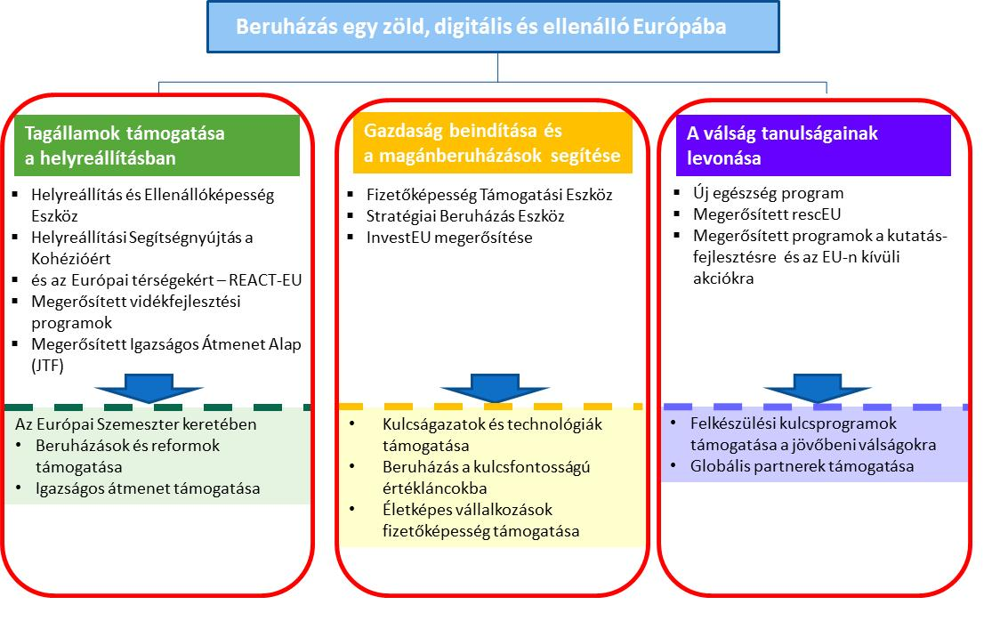 Beruházás egy zöld, digitális és ellenálló Európába
Tagállamok támogatása
a helyreállításban
▪ Helyreállítás és Ellenállóképesség
Eszköz
▪ Helyreállítási Segítségnyújtás a
Kohézióért
▪ és az Európai térségekért – REACT-EU
▪ Megerősített vidékfejlesztési
programok
▪ Megerősített Igazságos Átmenet Alap
(JTF)
Az Európai Szemeszter keretében
• Beruházások és reformok
támogatása
• Igazságos átmenet támogatása
Gazdaság beindítása és
a magánberuházások segítése
▪ Fizetőképesség Támogatási Eszköz
▪ Stratégiai Beruházás Eszköz
▪ InvestEU megerősítése
• Kulcságazatok és technológiák
támogatása
• Beruházás a kulcsfontosságú
értékláncokba
• Életképes vállalkozások
fizetőképesség támogatása
A válság tanulságainak
levonása
▪ Új egészség program
▪ Megerősített rescEU
▪ Megerősített programok a kutatás-
fejlesztésre és az EU-n kívüli
akciókra
• Felkészülési kulcsprogramok
támogatása a jövőbeni válságokra
• Globális partnerek támogatása